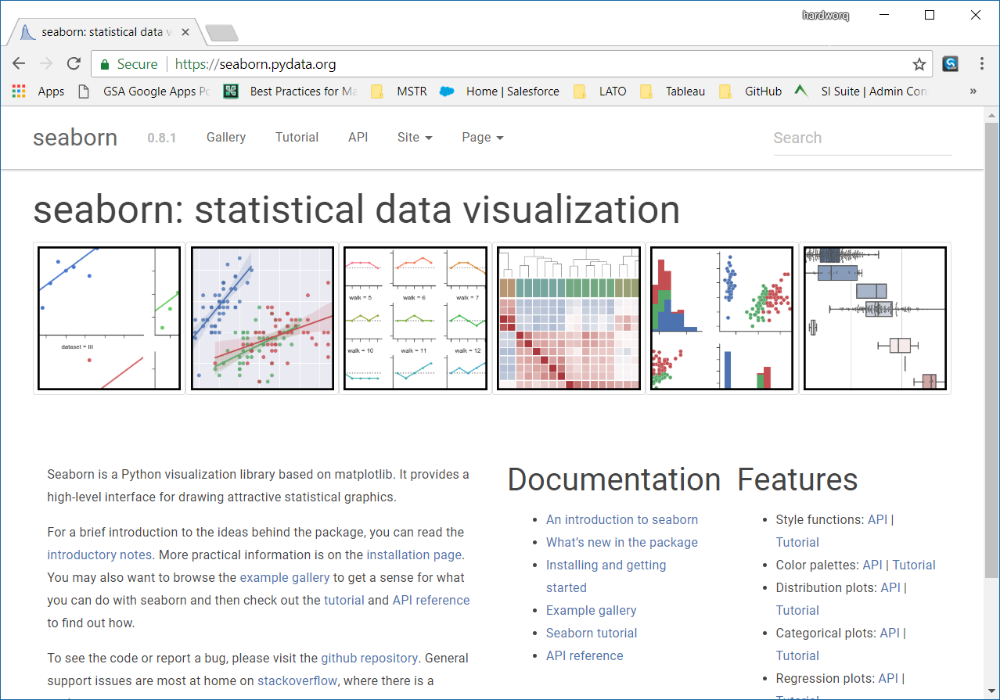 hardworq
seaborn: statistical data v
Secure | https://seaborn.pydata.org
Apps GSA Google Apps Po Best Practices for Ma MSTR Home | Salesforce LATO Tableau GitHub SI Suite | Admin Con »
seaborn 0.8.1 Gallery Tutorial API Site Page Search
seaborn: statistical data visualization
walk = 5 walk = 6 walk = 7
dataset = III
walk = 10 walk = 11 walk = 12
Seaborn is a Python visualization library based on matplotlib. It provides a
high-level interface for drawing attractive statistical graphics.
For a brief introduction to the ideas behind the package, you can read the
introductory notes. More practical information is on the installation page.
You may also want to browse the example gallery to get a sense for what
you can do with seaborn and then check out the tutorial and API reference
to find out how.
To see the code or report a bug, please visit the github repository. General
support issues are most at home on stackoverflow, where there is a
Documentation
• An introduction to seaborn
• What's new in the package
• Installing and getting
started
• Example gallery
• Seaborn tutorial
• API reference
Features
• Style functions: API |
Tutorial
• Color palettes: API | Tutorial
• Distribution plots: API |
Tutorial
• Categorical plots: API |
Tutorial
• Regression plots: API |
Tutorial